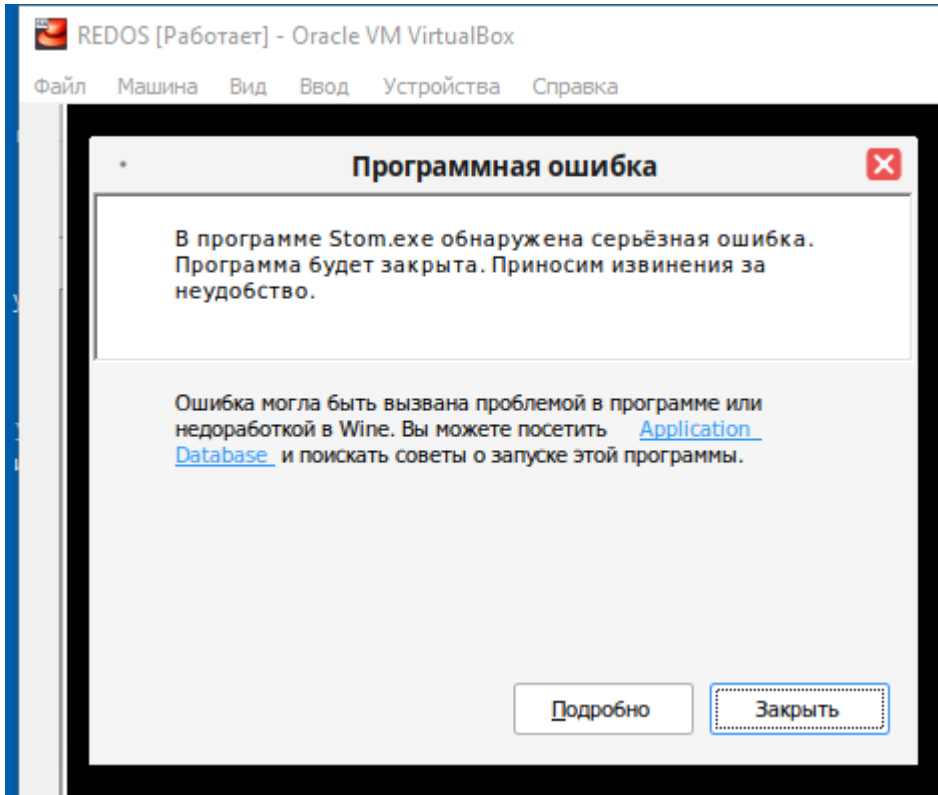 REDOS [Работает] - Oracle VM VirtualBox
Файл Машина Вид Ввод Устройства Справка
Программная ошибка
В программе Stom.exe обнаружена серьёзная ошибка.
Программа будет закрыта. Приносим извинения за
неудобство.
Ошибка могла быть вызвана проблемой в программе или
недоработкой в Wine. Вы можете посетить Application
Database и поискать советы о запуске этой программы.
Подробно Закрыть